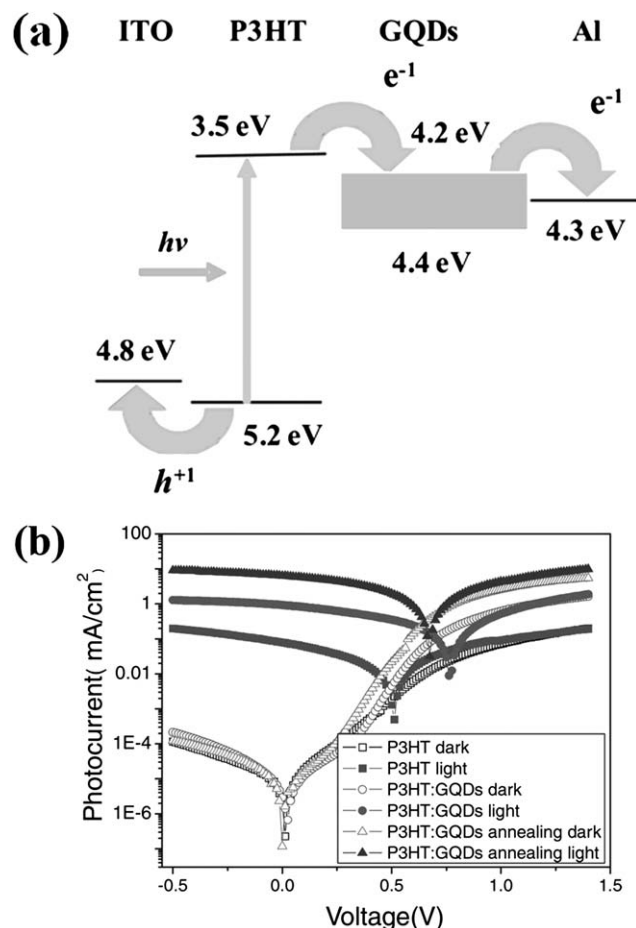 (a)
ITO P3HT GQDs Al
e⁻¹
e⁻¹
3.5 eV
4.2 eV
hν
4.4 eV
4.3 eV
4.8 eV
5.2 eV
h⁺¹
(b)
Photocurrent( mA/cm²)
100
1
0.01
1E-4
1E-6
P3HT dark
P3HT light
P3HT:GQDs dark
P3HT:GQDs light
P3HT:GQDs annealing dark
P3HT:GQDs annealing light
-0.5 0.0 0.5 1.0 1.5
Voltage(V)